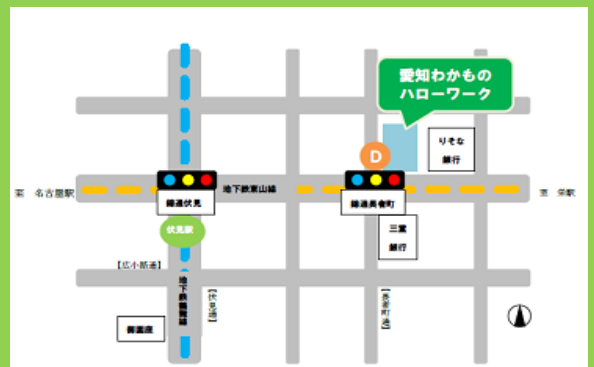 愛知わかもの
ハローワーク
りそな
銀行
D
至 名古屋駅
地下鉄東山線
至 栄駅
錦通伏見
錦通長者町
伏見駅
三重
銀行
【広小路通】
地下鉄鶴舞線
【伏見通】
【長者町通】
御園座